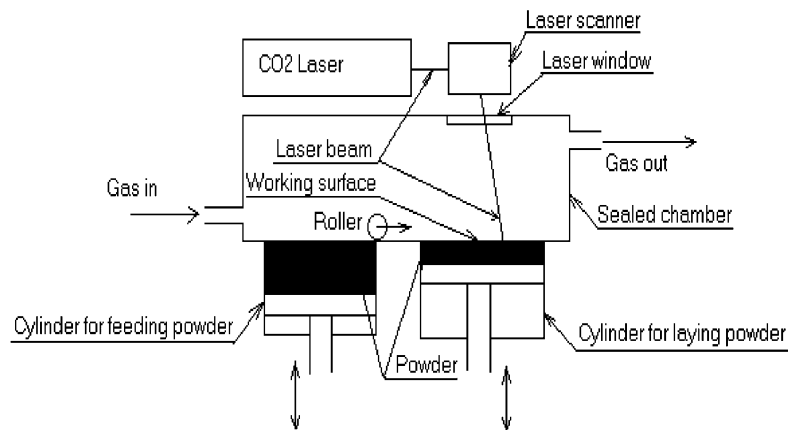 Laser scanner
CO2 Laser
Laser window
Laser beam
Gas out
Working surface
Gas in
Roller
Sealed chamber
Cylinder for feeding powder
Cylinder for laying powder
Powder